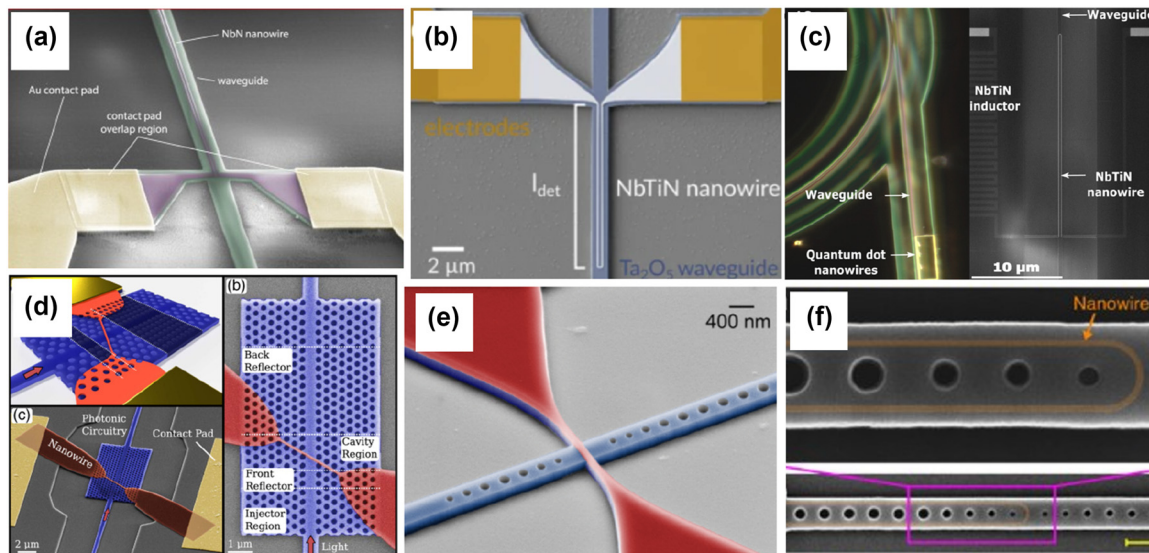 (a)
NbN nanowire
waveguide
Au contact pad
contact pad
overlap region
(b)
electrodes
l_det
NbTiN nanowire
2 μm
Ta₂O₅ waveguide
(c)
Waveguide
NbTiN
inductor
NbTiN
nanowire
Waveguide
Quantum dot
nanowires
10 μm
(d)
(b)
Back
Reflector
Cavity
Region
Front
Reflector
Injector
Region
1 μm
Light
(c)
Photonic
Circuitry
Contact Pad
Nanowire
2 μm
(e)
400 nm
(f)
Nanowire